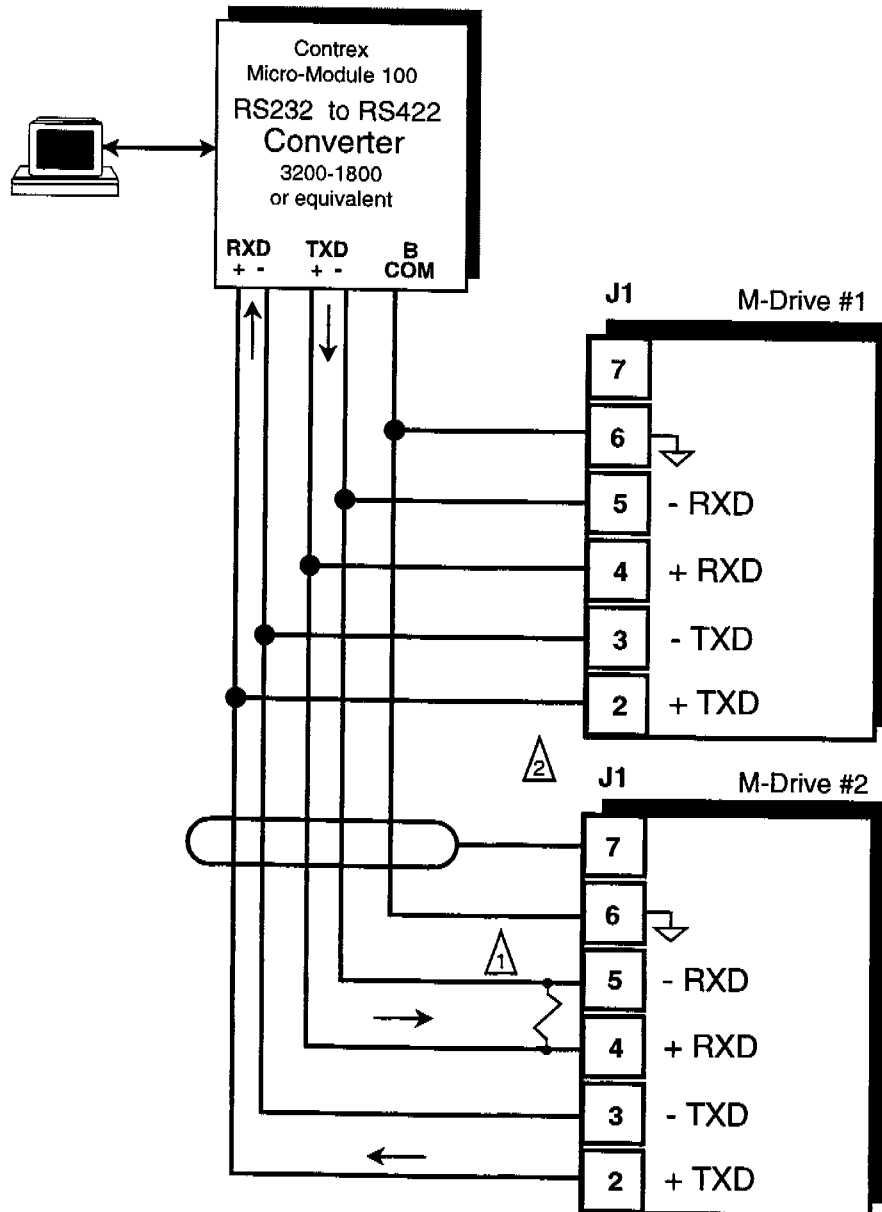 Contrex
Micro-Module 100
RS232 to RS422
Converter
3200-1800
or equivalent
RXD TXD B
+ - + - COM
J1 M-Drive #1
7
6
5 - RXD
4 + RXD
3 - TXD
2 + TXD
2
J1 M-Drive #2
7
6
1
5 - RXD
4 + RXD
3 - TXD
2 + TXD